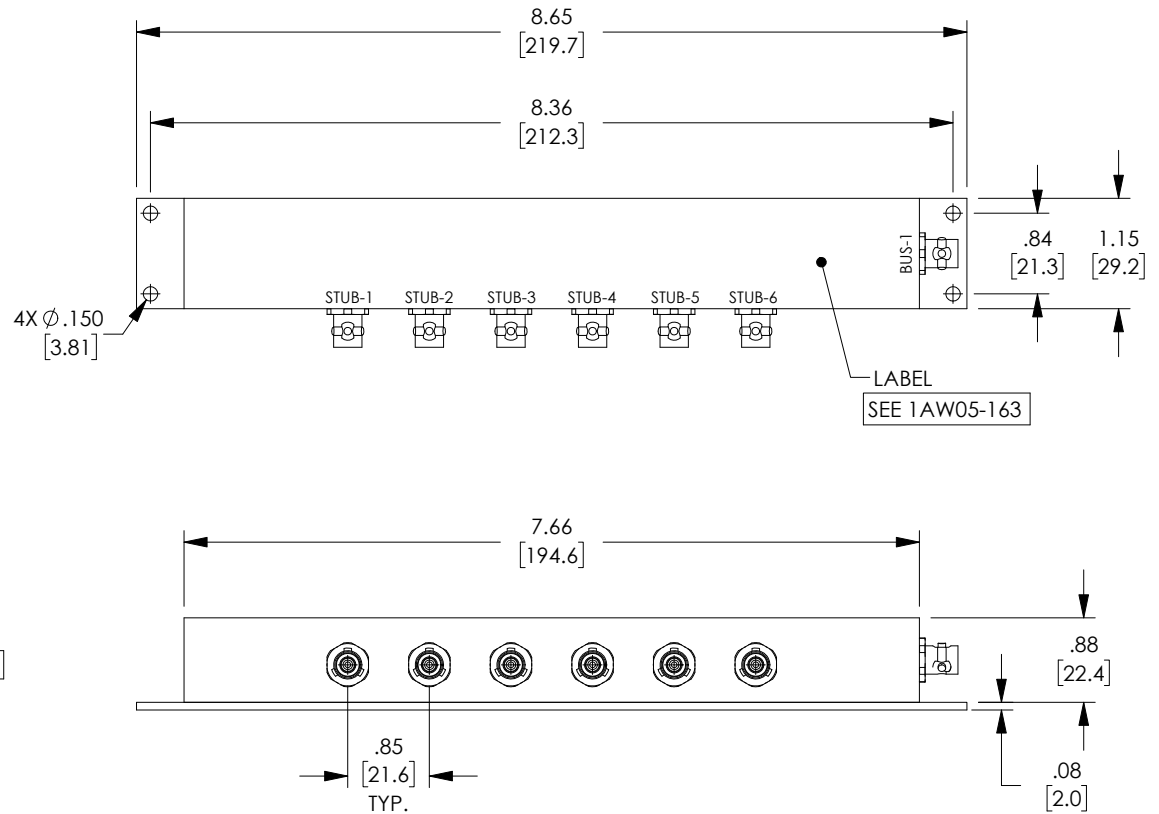 8.65
[219.7]
8.36
[212.3]
BUS-1
.84
[21.3]
1.15
[29.2]
STUB-1 STUB-2 STUB-3 STUB-4 STUB-5 STUB-6
4X ∅ .150
[3.81]
LABEL
SEE 1AW05-163
7.66
[194.6]
.88
[22.4]
.85
[21.6]
TYP.
.08
[2.0]